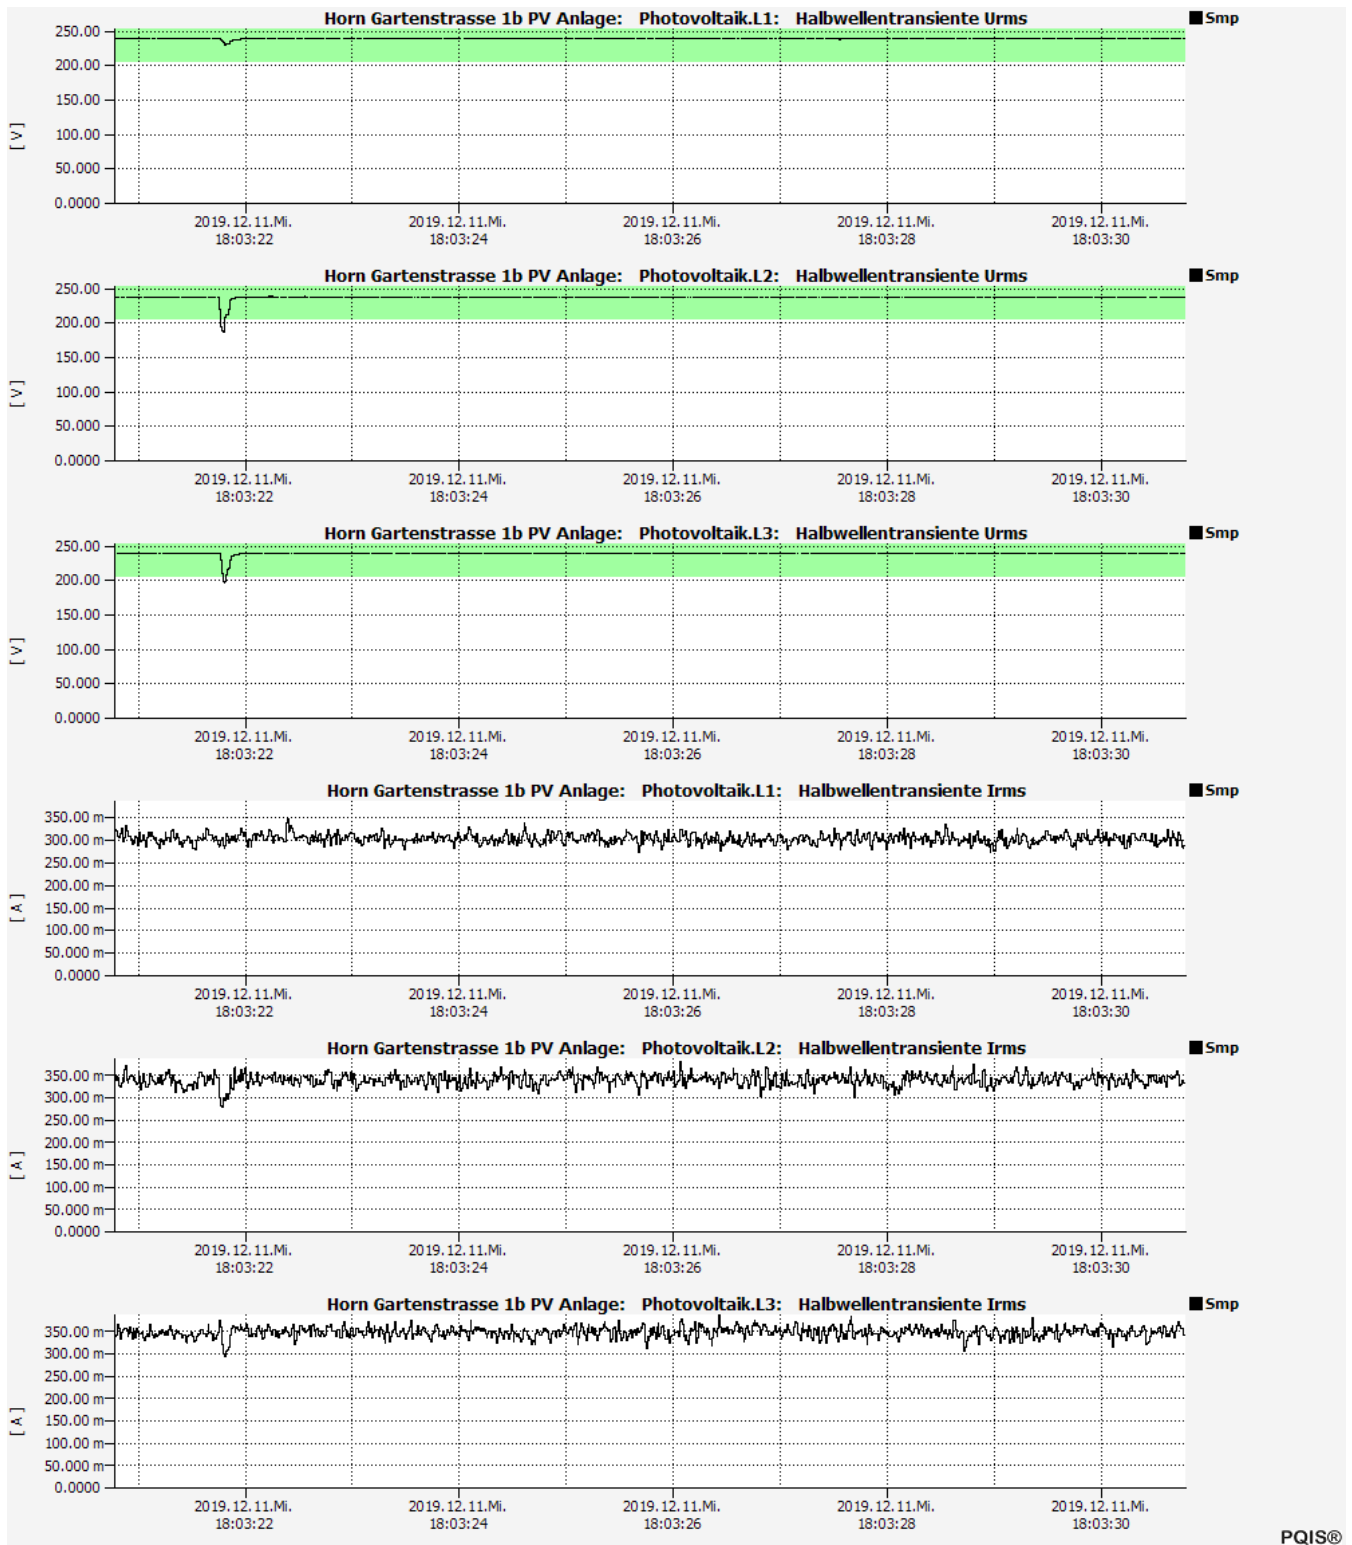 Horn Gartenstrasse 1b PV Anlage: Photovoltaik.L1: Halbwellentransiente Urms
Smp
250.00
200.00
150.00
100.00
50.000
0.0000
[ V ]
2019.12.11.Mi. 2019.12.11.Mi. 2019.12.11.Mi. 2019.12.11.Mi. 2019.12.11.Mi.
18:03:22 18:03:24 18:03:26 18:03:28 18:03:30
Horn Gartenstrasse 1b PV Anlage: Photovoltaik.L2: Halbwellentransiente Urms
Smp
250.00
200.00
150.00
100.00
50.000
0.0000
[ V ]
2019.12.11.Mi. 2019.12.11.Mi. 2019.12.11.Mi. 2019.12.11.Mi. 2019.12.11.Mi.
18:03:22 18:03:24 18:03:26 18:03:28 18:03:30
Horn Gartenstrasse 1b PV Anlage: Photovoltaik.L3: Halbwellentransiente Urms
Smp
250.00
200.00
150.00
100.00
50.000
0.0000
[ V ]
2019.12.11.Mi. 2019.12.11.Mi. 2019.12.11.Mi. 2019.12.11.Mi. 2019.12.11.Mi.
18:03:22 18:03:24 18:03:26 18:03:28 18:03:30
Horn Gartenstrasse 1b PV Anlage: Photovoltaik.L1: Halbwellentransiente Irms
Smp
350.00 m
300.00 m
250.00 m
200.00 m
150.00 m
100.00 m
50.000 m
0.0000
[ A ]
2019.12.11.Mi. 2019.12.11.Mi. 2019.12.11.Mi. 2019.12.11.Mi. 2019.12.11.Mi.
18:03:22 18:03:24 18:03:26 18:03:28 18:03:30
Horn Gartenstrasse 1b PV Anlage: Photovoltaik.L2: Halbwellentransiente Irms
Smp
350.00 m
300.00 m
250.00 m
200.00 m
150.00 m
100.00 m
50.000 m
0.0000
[ A ]
2019.12.11.Mi. 2019.12.11.Mi. 2019.12.11.Mi. 2019.12.11.Mi. 2019.12.11.Mi.
18:03:22 18:03:24 18:03:26 18:03:28 18:03:30
Horn Gartenstrasse 1b PV Anlage: Photovoltaik.L3: Halbwellentransiente Irms
Smp
350.00 m
300.00 m
250.00 m
200.00 m
150.00 m
100.00 m
50.000 m
0.0000
[ A ]
2019.12.11.Mi. 2019.12.11.Mi. 2019.12.11.Mi. 2019.12.11.Mi. 2019.12.11.Mi.
18:03:22 18:03:24 18:03:26 18:03:28 18:03:30
PQIS®